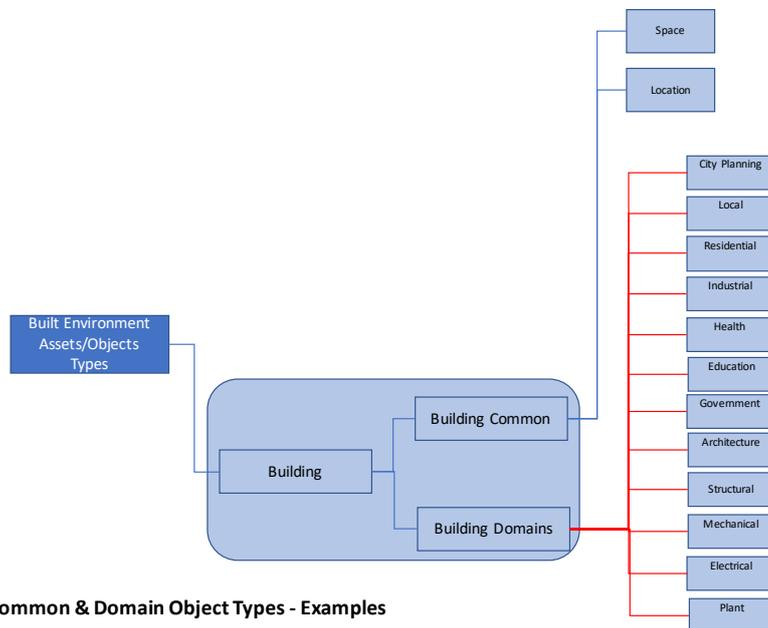 Space
Location
City Planning
Local
Residential
Industrial
Health
Education
Government
Architecture
Structural
Mechanical
Electrical
Plant
Built Environment
Assets/Objects
Types
Building Common
Building
Building Domains
& Domain Object Types - Examples